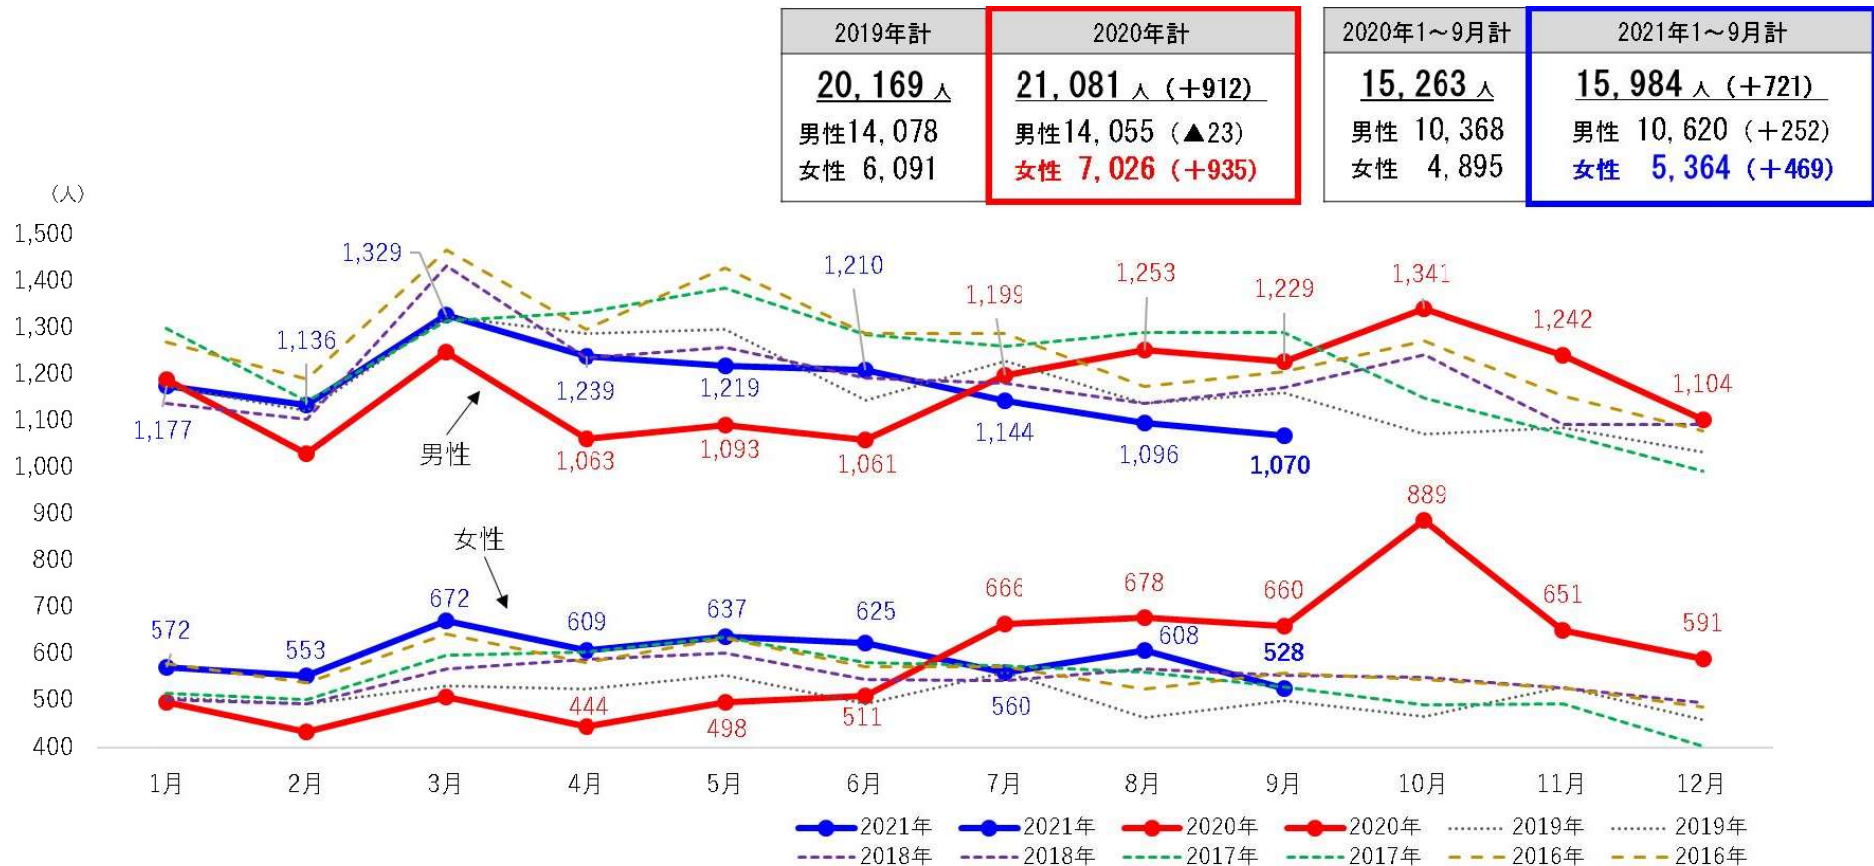 2019年計
2020年計
2020年1～9月計
2021年1～9月計
20,169人
21,081人（＋912）
15,263人
15,984人（＋721）
男性14,078
男性14,055（▲23）
男性 10,368
男性 10,620（＋252）
女性 6,091
女性 7,026（＋935）
女性 4,895
女性 5,364（＋469）
（人）
1,500
1,400
1,300
1,200
1,100
1,000
900
800
700
600
500
400
1,177
1,136
1,329
1,239
1,219
1,210
1,144
1,096
1,070
1,063
1,093
1,061
1,199
1,253
1,229
1,341
1,242
1,104
男性
女性
572
553
672
609
637
625
560
608
528
444
498
511
666
678
660
889
651
591
1月 2月 3月 4月 5月 6月 7月 8月 9月 10月 11月 12月
2021年 2021年 2020年 2020年 2019年 2019年
2018年 2018年 2017年 2017年 2016年 2016年